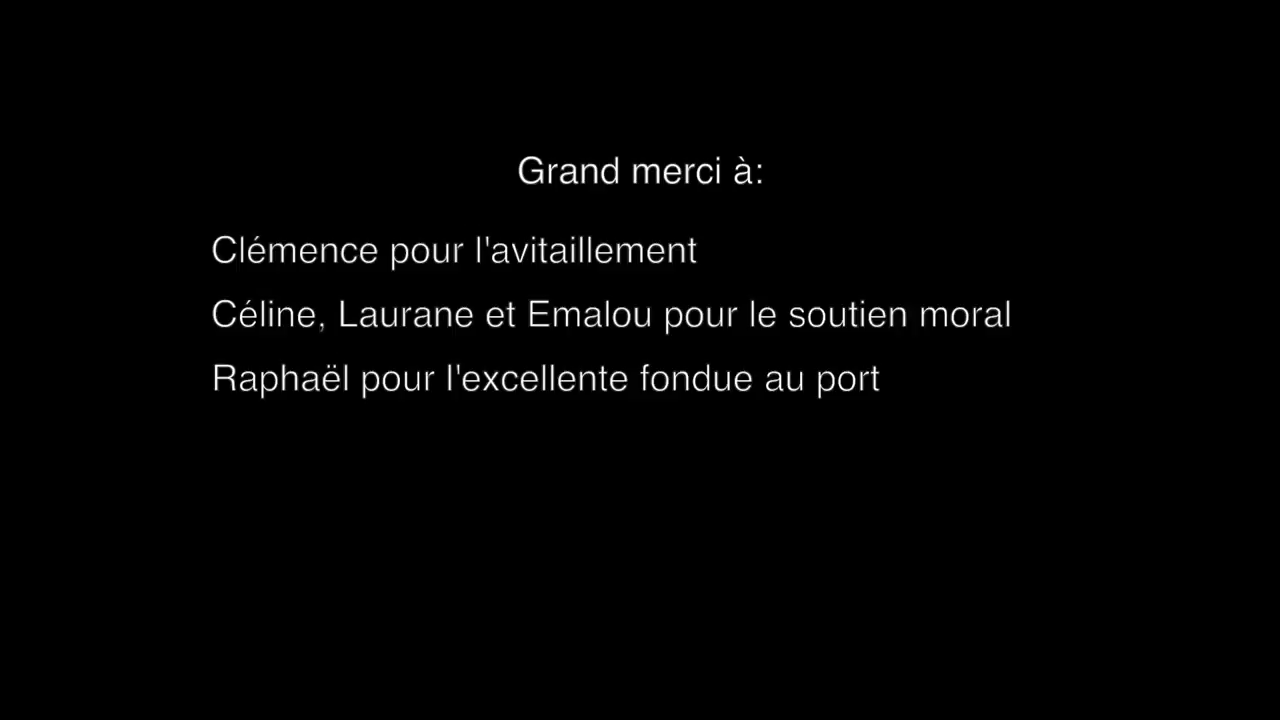 Grand merci à:
Clémence pour l'avitaillement
Céline, Laurane et Emalou pour le soutien moral
Raphaël pour l'excellente fondue au port